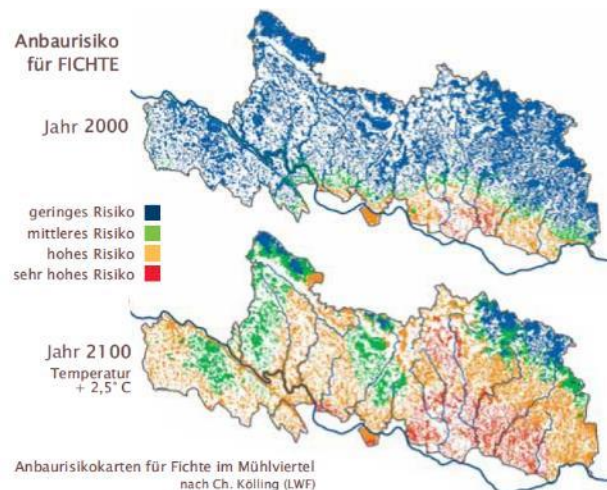 Anbaurisiko
für FICHTE
Jahr 2000
geringes Risiko
mittleres Risiko
hohes Risiko
sehr hohes Risiko
Jahr 2100
Temperatur
+ 2,5° C
Anbaurisikokarten für Fichte im Mühlviertel
nach Ch. Kölling (LWF)